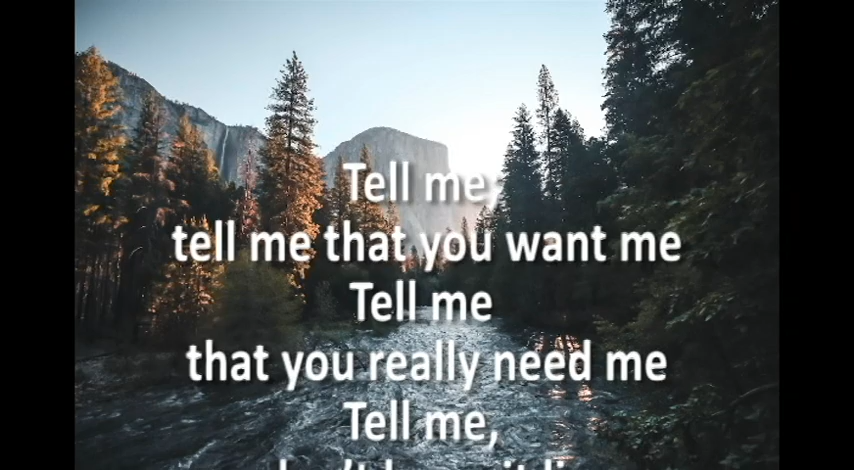 Tell me,
tell me that you want me
Tell me
that you really need me
Tell me,